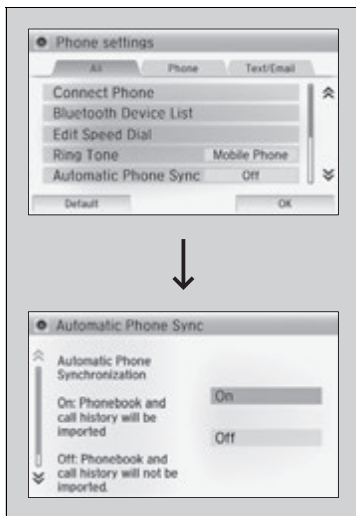 Phone settings
All Phone Text/Email
Connect Phone
Bluetooth Device List
Edit Speed Dial
Ring Tone Mobile Phone
Automatic Phone Sync Off
Default OK
Automatic Phone Sync
Automatic Phone
Synchronization
On: Phonebook and
call history will be
imported
Off: Phonebook and
call history will not be
imported.
On
Off